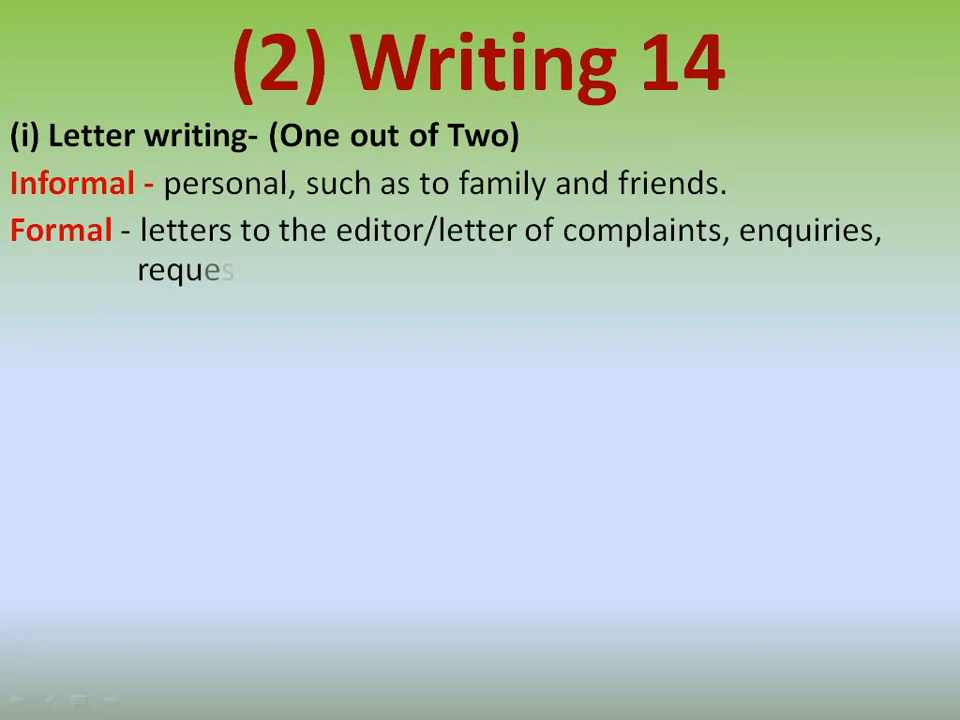 (2) Writing 14
(i) Letter writing- (One out of Two)
Informal - personal, such as to family and friends.
Formal - letters to the editor/letter of complaints, enquiries,
reques